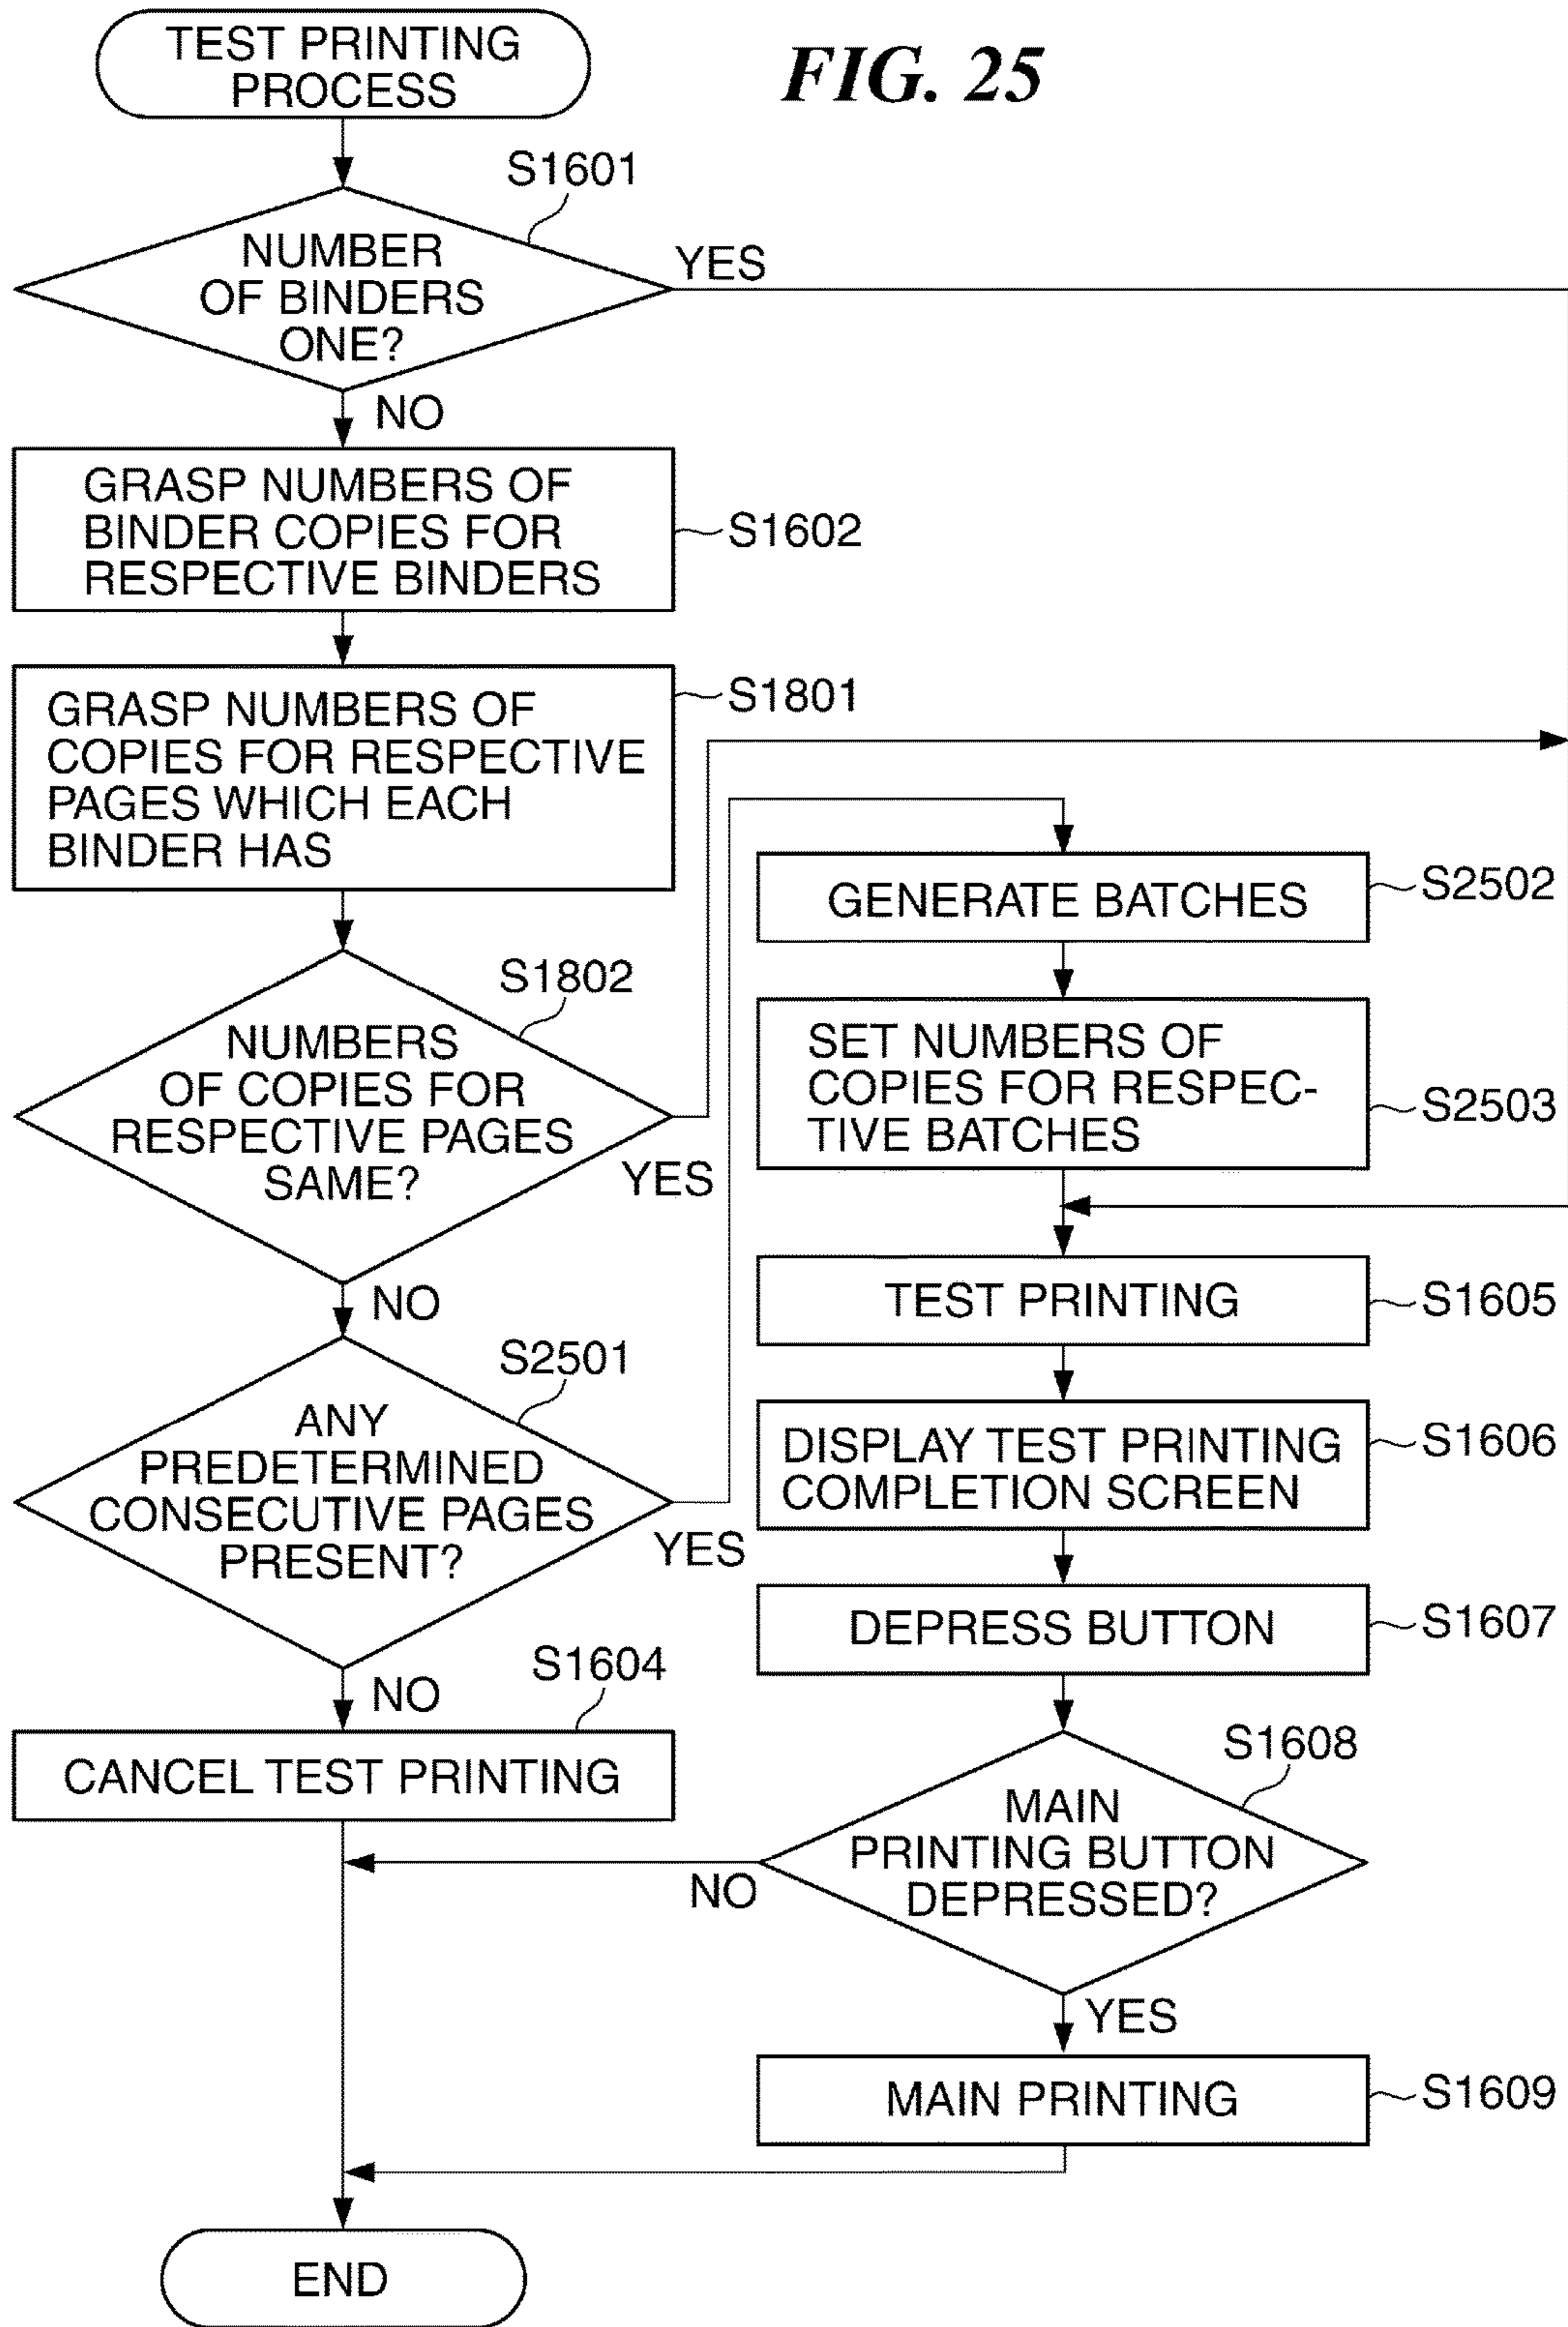 TEST PRINTING
PROCESS
FIG. 25
S1601
NUMBER
OF BINDERS
ONE?
YES
NO
GRASP NUMBERS OF
BINDER COPIES FOR
RESPECTIVE BINDERS
S1602
GRASP NUMBERS OF
COPIES FOR RESPECTIVE
PAGES WHICH EACH
BINDER HAS
S1801
S1802
NUMBERS
OF COPIES FOR
RESPECTIVE PAGES
SAME?
YES
NO
S2501
ANY
PREDETERMINED
CONSECUTIVE PAGES
PRESENT?
YES
NO
S1604
CANCEL TEST PRINTING
GENERATE BATCHES
S2502
SET NUMBERS OF
COPIES FOR RESPEC-
TIVE BATCHES
S2503
TEST PRINTING
S1605
DISPLAY TEST PRINTING
COMPLETION SCREEN
S1606
DEPRESS BUTTON
S1607
S1608
MAIN
PRINTING BUTTON
DEPRESSED?
NO
YES
MAIN PRINTING
S1609
END